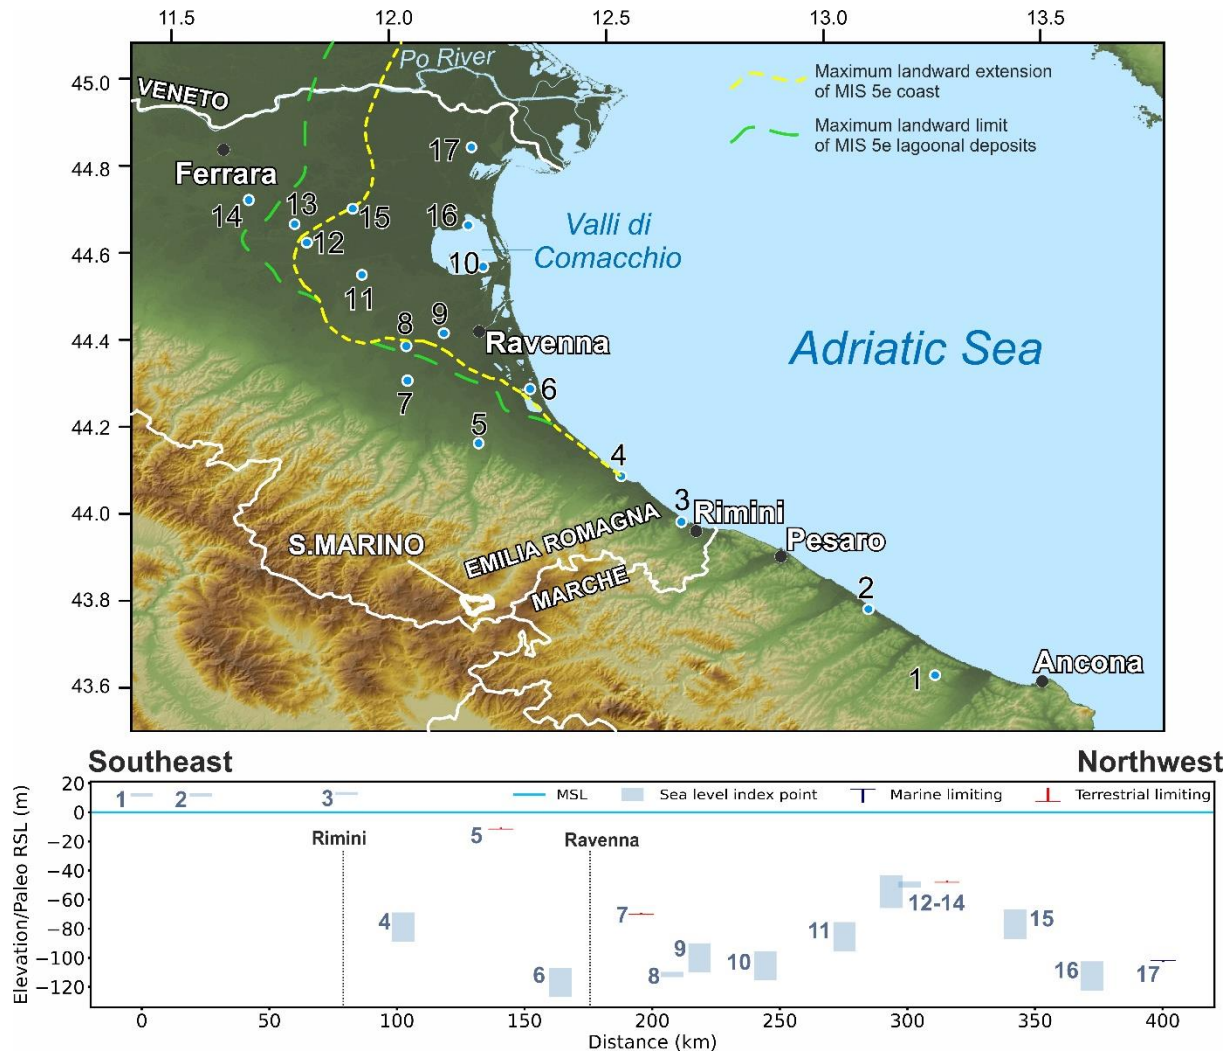 11.5 12.0 12.5 13.0 13.5
45.0
44.8
44.6
44.4
44.2
44.0
43.8
43.6
Po River
VENETO
Maximum landward extension
of MIS 5e coast
Maximum landward limit
of MIS 5e lagoonal deposits
17
Ferrara
14
13
12
15
16
Valli di
Comacchio
10
11
8
9
Ravenna
Adriatic Sea
7
6
5
4
3
Rimini
S.MARINO
EMILIA ROMAGNA
MARCHE
Pesaro
2
1
Ancona
Southeast Northwest
Elevation/Paleo RSL (m)
20
0
−20
−40
−60
−80
−100
−120
1 2 3
MSL Sea level index point Marine limiting Terrestrial limiting
Rimini
5
Ravenna
4
6
7
8
9
10
11
12-14
15
16
17
0 50 100 150 200 250 300 350 400
Distance (km)